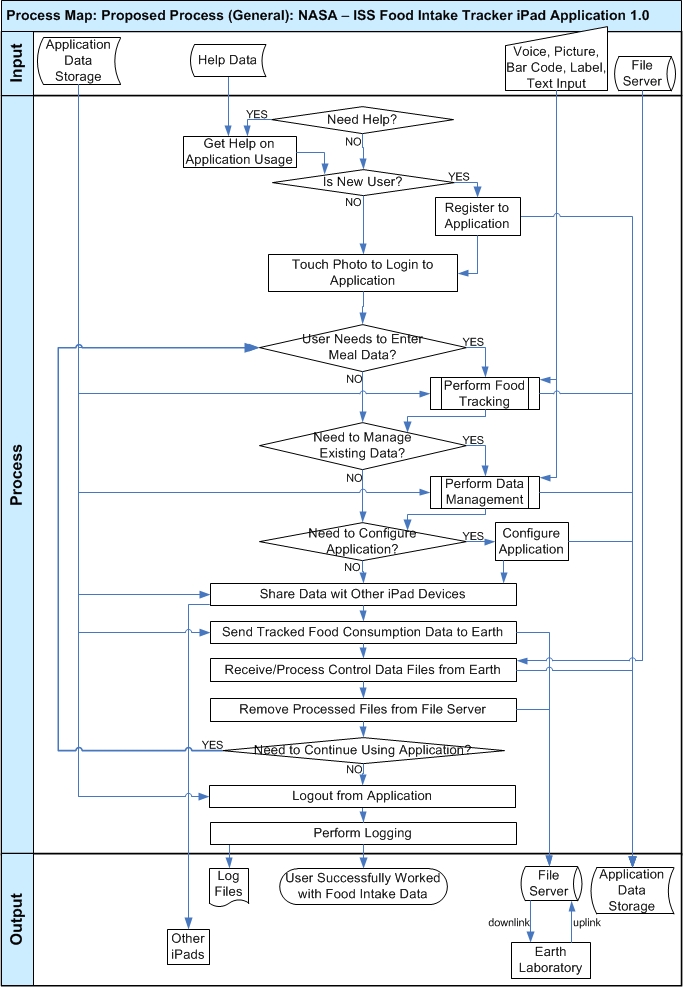 Process Map: Proposed Process (General): NASA – ISS Food Intake Tracker iPad Application 1.0
Input
Application
Data
Storage
Help Data
Voice, Picture,
Bar Code, Label,
Text Input
File
Server
Process
Need Help?
YES
NO
Get Help on
Application Usage
Is New User?
YES
NO
Register to
Application
Touch Photo to Login to
Application
User Needs to Enter
Meal Data?
YES
NO
Perform Food
Tracking
Need to Manage
Existing Data?
YES
NO
Perform Data
Management
Need to Configure
Application?
YES
NO
Configure
Application
Share Data wit Other iPad Devices
Send Tracked Food Consumption Data to Earth
Receive/Process Control Data Files from Earth
Remove Processed Files from File Server
YES
Need to Continue Using Application?
NO
Logout from Application
Perform Logging
Output
Log
Files
User Successfully Worked
with Food Intake Data
File
Server
Application
Data
Storage
downlink
uplink
Other
iPads
Earth
Laboratory